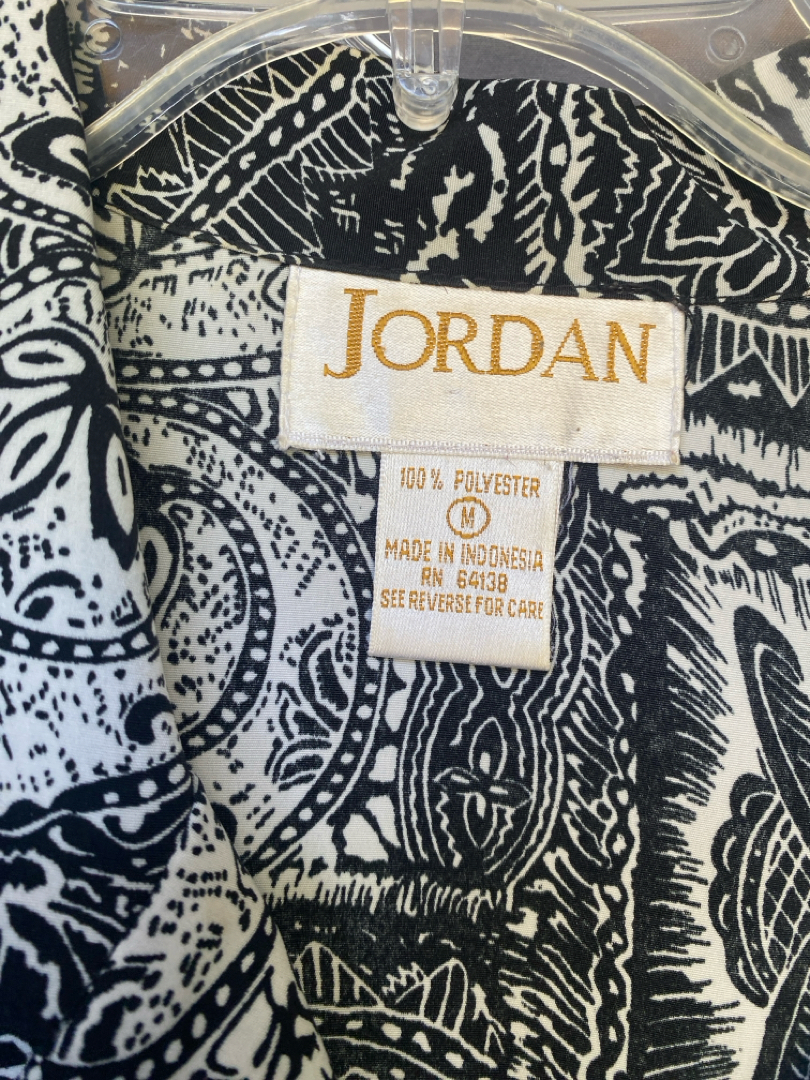 JORDAN
100% POLYESTER
M
MADE IN INDONESIA
RN 64138
SEE REVERSE FOR CARE